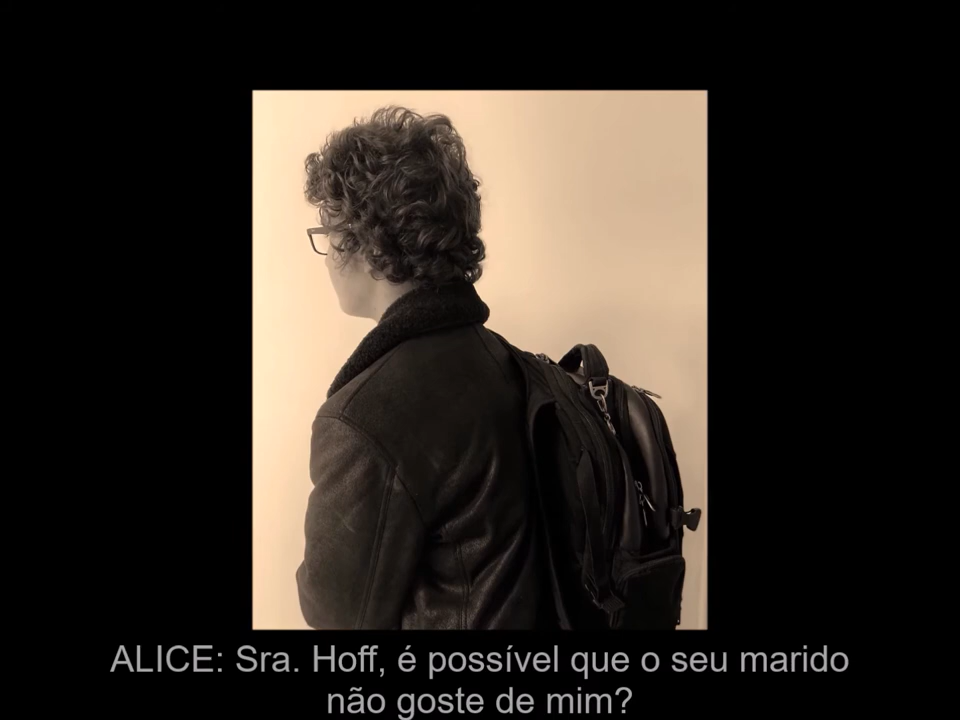 ALICE: Sra. Hoff, é possível que o seu marido
não goste de mim?